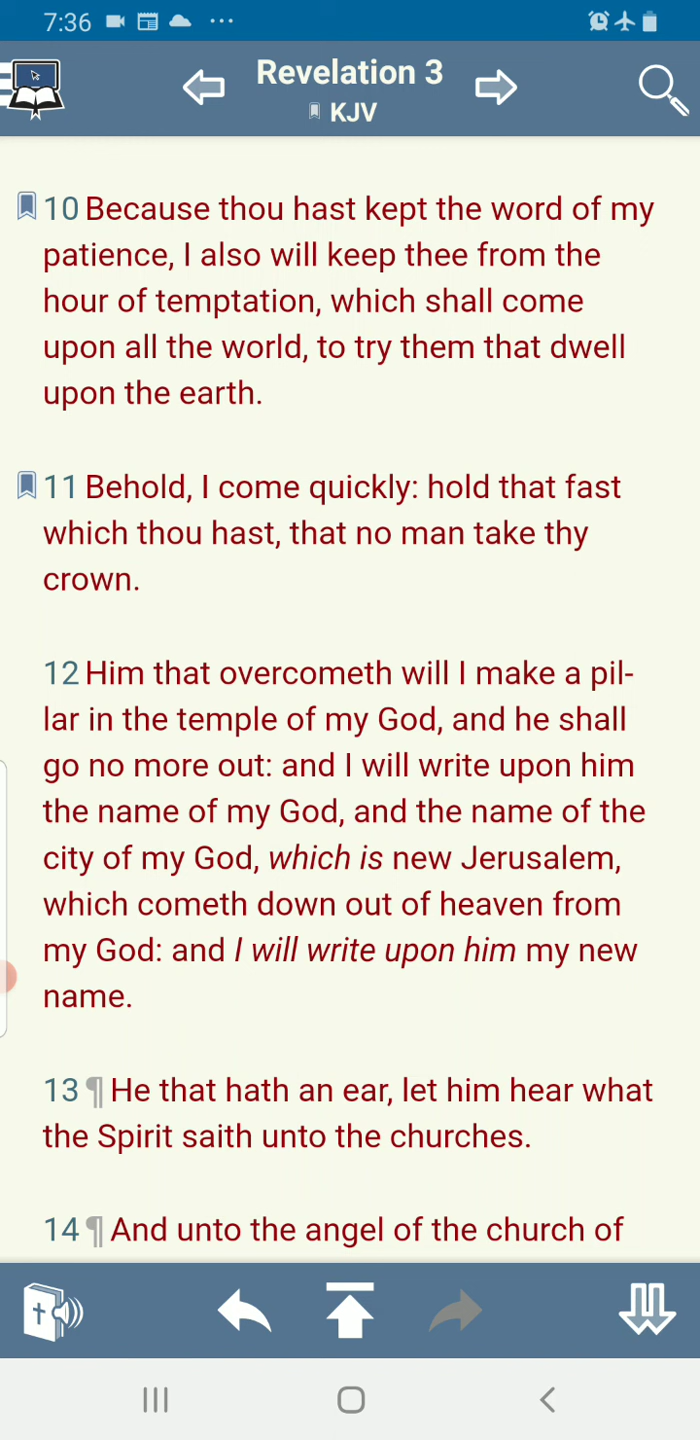 7:36
Revelation 3
KJV
10 Because thou hast kept the word of my
patience, I also will keep thee from the
hour of temptation, which shall come
upon all the world, to try them that dwell
upon the earth.
11 Behold, I come quickly: hold that fast
which thou hast, that no man take thy
crown.
12 Him that overcometh will I make a pil-
lar in the temple of my God, and he shall
go no more out: and I will write upon him
the name of my God, and the name of the
city of my God, which is new Jerusalem,
which cometh down out of heaven from
my God: and I will write upon him my new
name.
13 ¶ He that hath an ear, let him hear what
the Spirit saith unto the churches.
14 ¶ And unto the angel of the church of